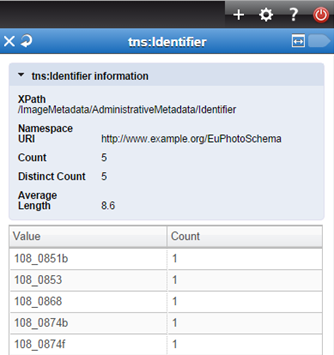 tns:Identifier
tns:Identifier information
XPath
/ImageMetadata/AdministrativeMetadata/Identifier
Namespace
URI http://www.example.org/EuPhotoSchema
Count 5
Distinct Count 5
Average
Length 8.6
Value Count
108_0851b 1
108_0853 1
108_0868 1
108_0874b 1
108_0874f 1